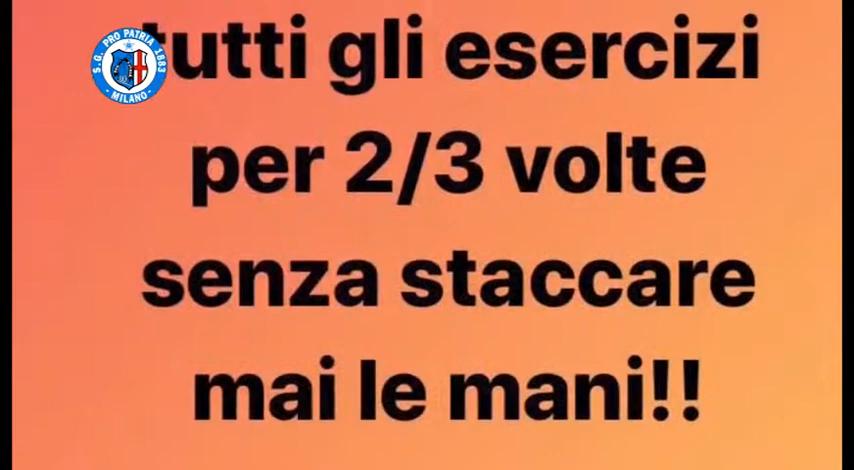 tutti gli esercizi
per 2/3 volte
senza staccare
mai le mani!!
S.G. PRO PATRIA 1883
- MILANO -